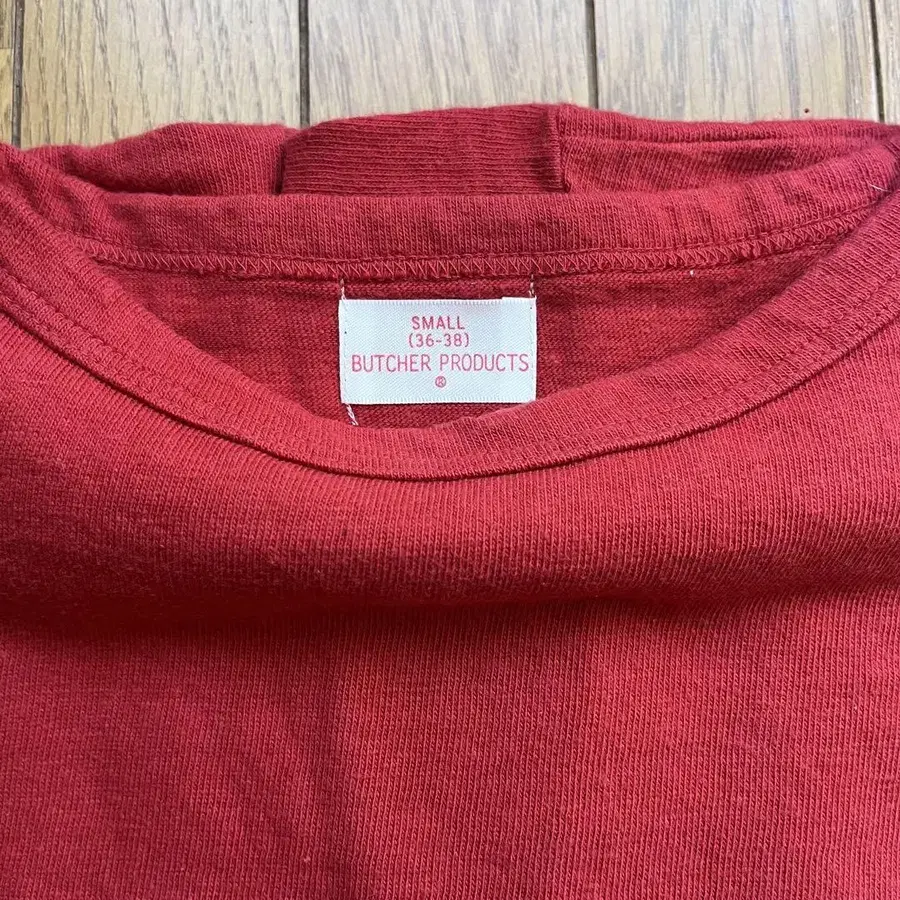 SMALL
(36-38)
BUTCHER PRODUCTS
®